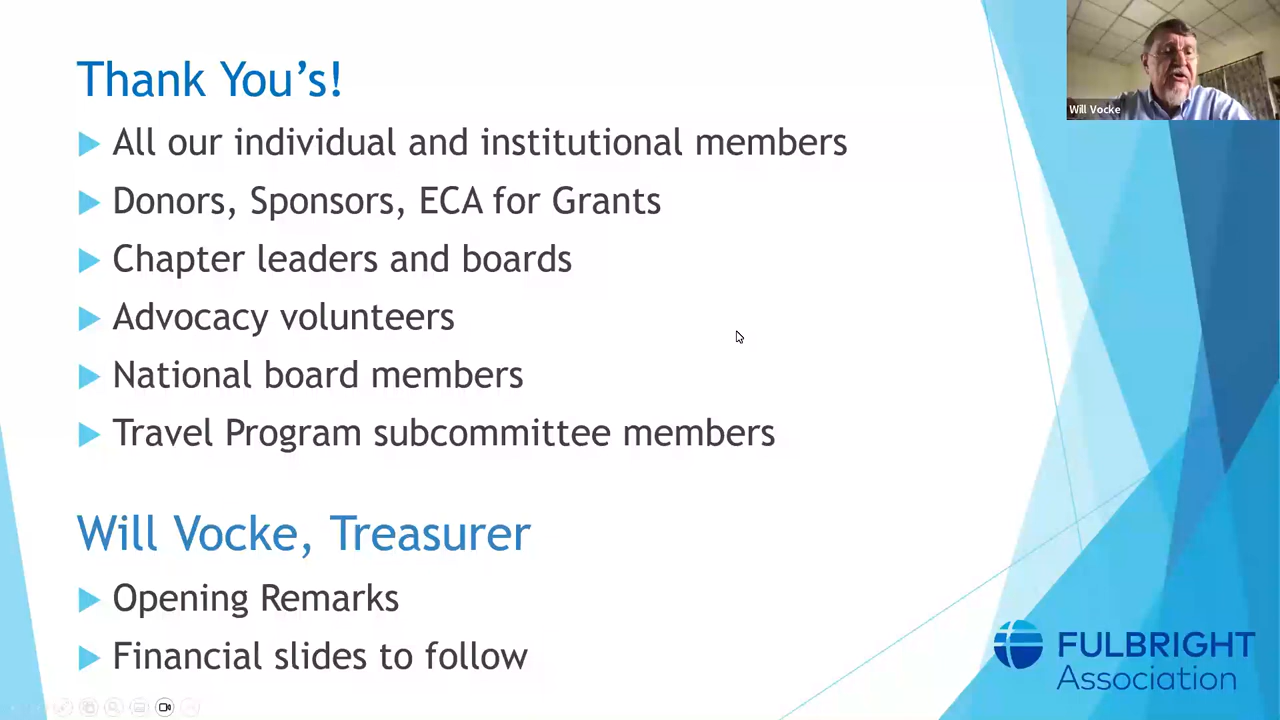 Thank You's!
All our individual and institutional members
Donors, Sponsors, ECA for Grants
Chapter leaders and boards
Advocacy volunteers
National board members
Travel Program subcommittee members
Will Vocke, Treasurer
Opening Remarks
Financial slides to follow
Will Vocke
FULBRIGHT
Association